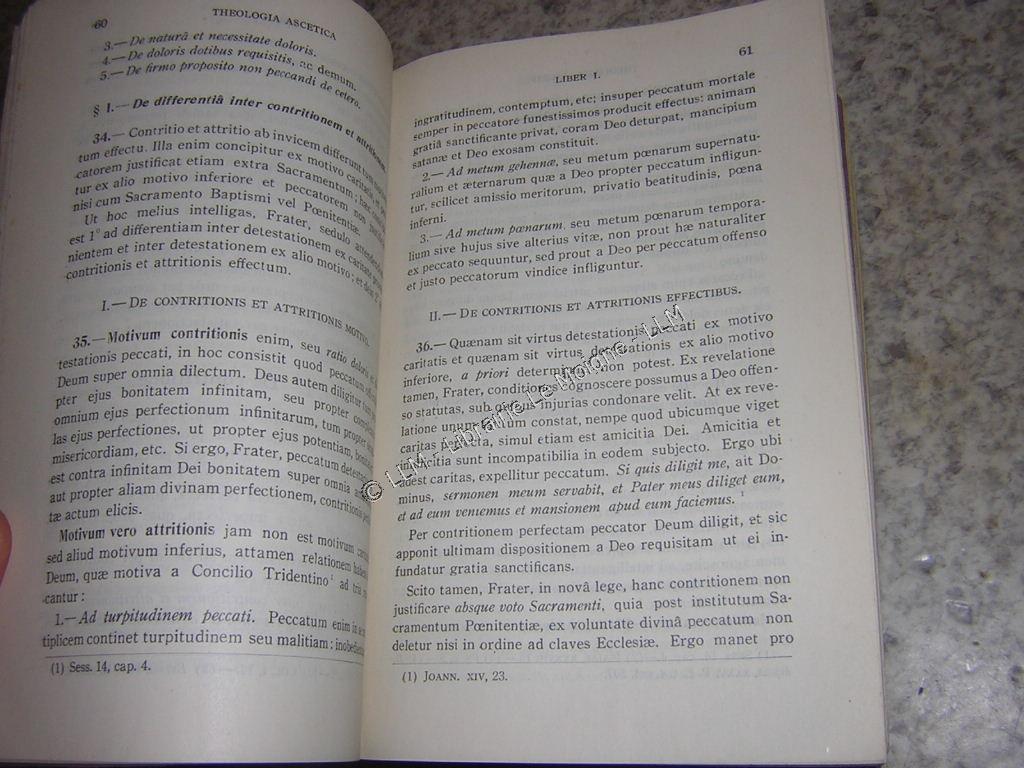 60
THEOLOGIA ASCETICA
3.—De naturâ et necessitate doloris.
4.—De doloris dotibus requisitis, ac demum.
5.—De firmo proposito non peccandi de cetero.
§ I.—De differentiâ inter contritionem et attritionem
34.—Contritio et attritio ab invicem differunt
tum effectu. Illa enim concipitur ex motivo caritatis, et
catorem justificat etiam extra Sacramentum; hæc
tur ex alio motivo inferiore et peccatorem non
nisi cum Sacramento Baptismi vel Pœnitentiæ.
Ut hoc melius intelligas, Frater, sedulo
est 1° ad differentiam inter detestationem ex caritate
nientem et inter detestationem ex alio motivo; et
contritionis et attritionis effectum.
I.—DE CONTRITIONIS ET ATTRITIONIS MOTIVO.
35.—Motivum contritionis enim, seu ratio doloris et
testationis peccati, in hoc consistit quod peccatum
Deum super omnia dilectum. Deus autem diligitur
pter ejus bonitatem infinitam, seu propter
omnium ejus perfectionum infinitarum, tum propter
las ejus perfectiones, ut propter ejus potentiam,
misericordiam, etc. Si ergo, Frater, peccatum
est contra infinitam Dei bonitatem super omnia
aut propter aliam divinam perfectionem, contritionis
tæ actum elicis.
Motivum vero attritionis jam non est motivum
sed aliud motivum inferius, attamen relationem
Deum, quæ motiva a Concilio Tridentino¹ ad tria
cantur:
1.—Ad turpitudinem peccati. Peccatum enim in se
tiplicem continet turpitudinem seu malitiam:
(1) Sess. 14, cap. 4.
LIBER I.
61
ingratitudinem, contemptum, etc; insuper peccatum mortale
semper in peccatore funestissimos producit effectus: animam
gratiâ sanctificante privat, coram Deo deturpat, mancipium
satanæ et Deo exosam constituit.
2.—Ad metum gehennæ, seu metum pœnarum supernatu-
ralium et æternarum quæ a Deo propter peccatum infligun-
tur, scilicet amissio meritorum, privatio beatitudinis, pœna
inferni.
3.—Ad metum pœnarum, seu metum pœnarum tempora-
lium sive hujus sive alterius vitæ, non prout hæ naturaliter
ex peccato sequuntur, sed prout a Deo per peccatum offenso
et justo peccatorum vindice infliguntur.
II.—DE CONTRITIONIS ET ATTRITIONIS EFFECTIBUS.
36.—Quænam sit virtus detestationis peccati ex motivo
caritatis et quænam sit virtus detestationis ex alio motivo
inferiore, a priori determinari non potest. Ex revelatione
tamen, Frater, conditiones cognoscere possumus a Deo offen-
so statutas, sub quibus injurias condonare velit. At ex reve-
latione unum constat, nempe quod ubicumque viget
caritas perfecta, simul etiam est amicitia Dei. Amicitia et
inimicitia sunt incompatibilia in eodem subjecto. Ergo ubi
adest caritas, expellitur peccatum. Si quis diligit me, ait Do-
minus, sermonem meum servabit, et Pater meus diliget eum,
et ad eum veniemus et mansionem apud eum faciemus. ¹
Per contritionem perfectam peccator Deum diligit, et sic
apponit ultimam dispositionem a Deo requisitam ut ei in-
fundatur gratia sanctificans.
Scito tamen, Frater, in novâ lege, hanc contritionem non
justificare absque voto Sacramenti, quia post institutum Sa-
cramentum Pœnitentiæ, ex voluntate divinâ peccatum non
deletur nisi in ordine ad claves Ecclesiæ. Ergo manet pro
(1) JOANN. XIV, 23.
© LLM - Librairie Le Moione - LLM